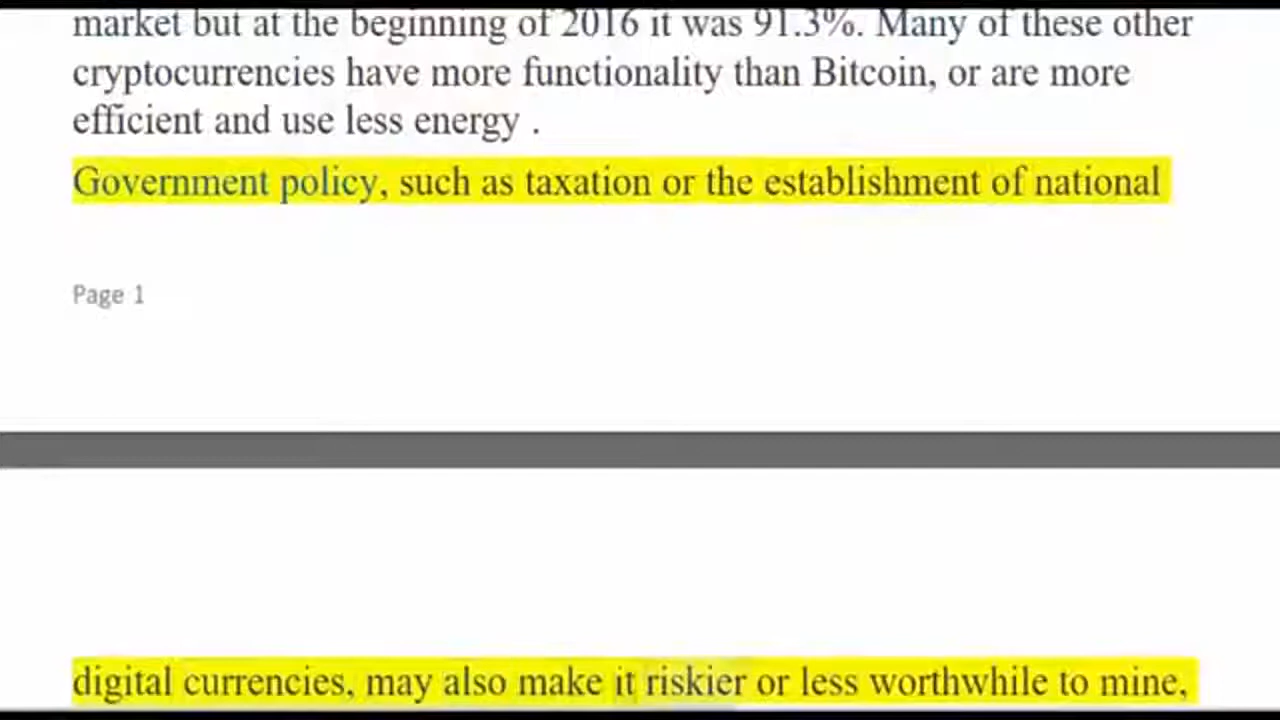 market but at the beginning of 2016 it was 91.3%. Many of these other
cryptocurrencies have more functionality than Bitcoin, or are more
efficient and use less energy .
Government policy, such as taxation or the establishment of national
Page 1
digital currencies, may also make it riskier or less worthwhile to mine,